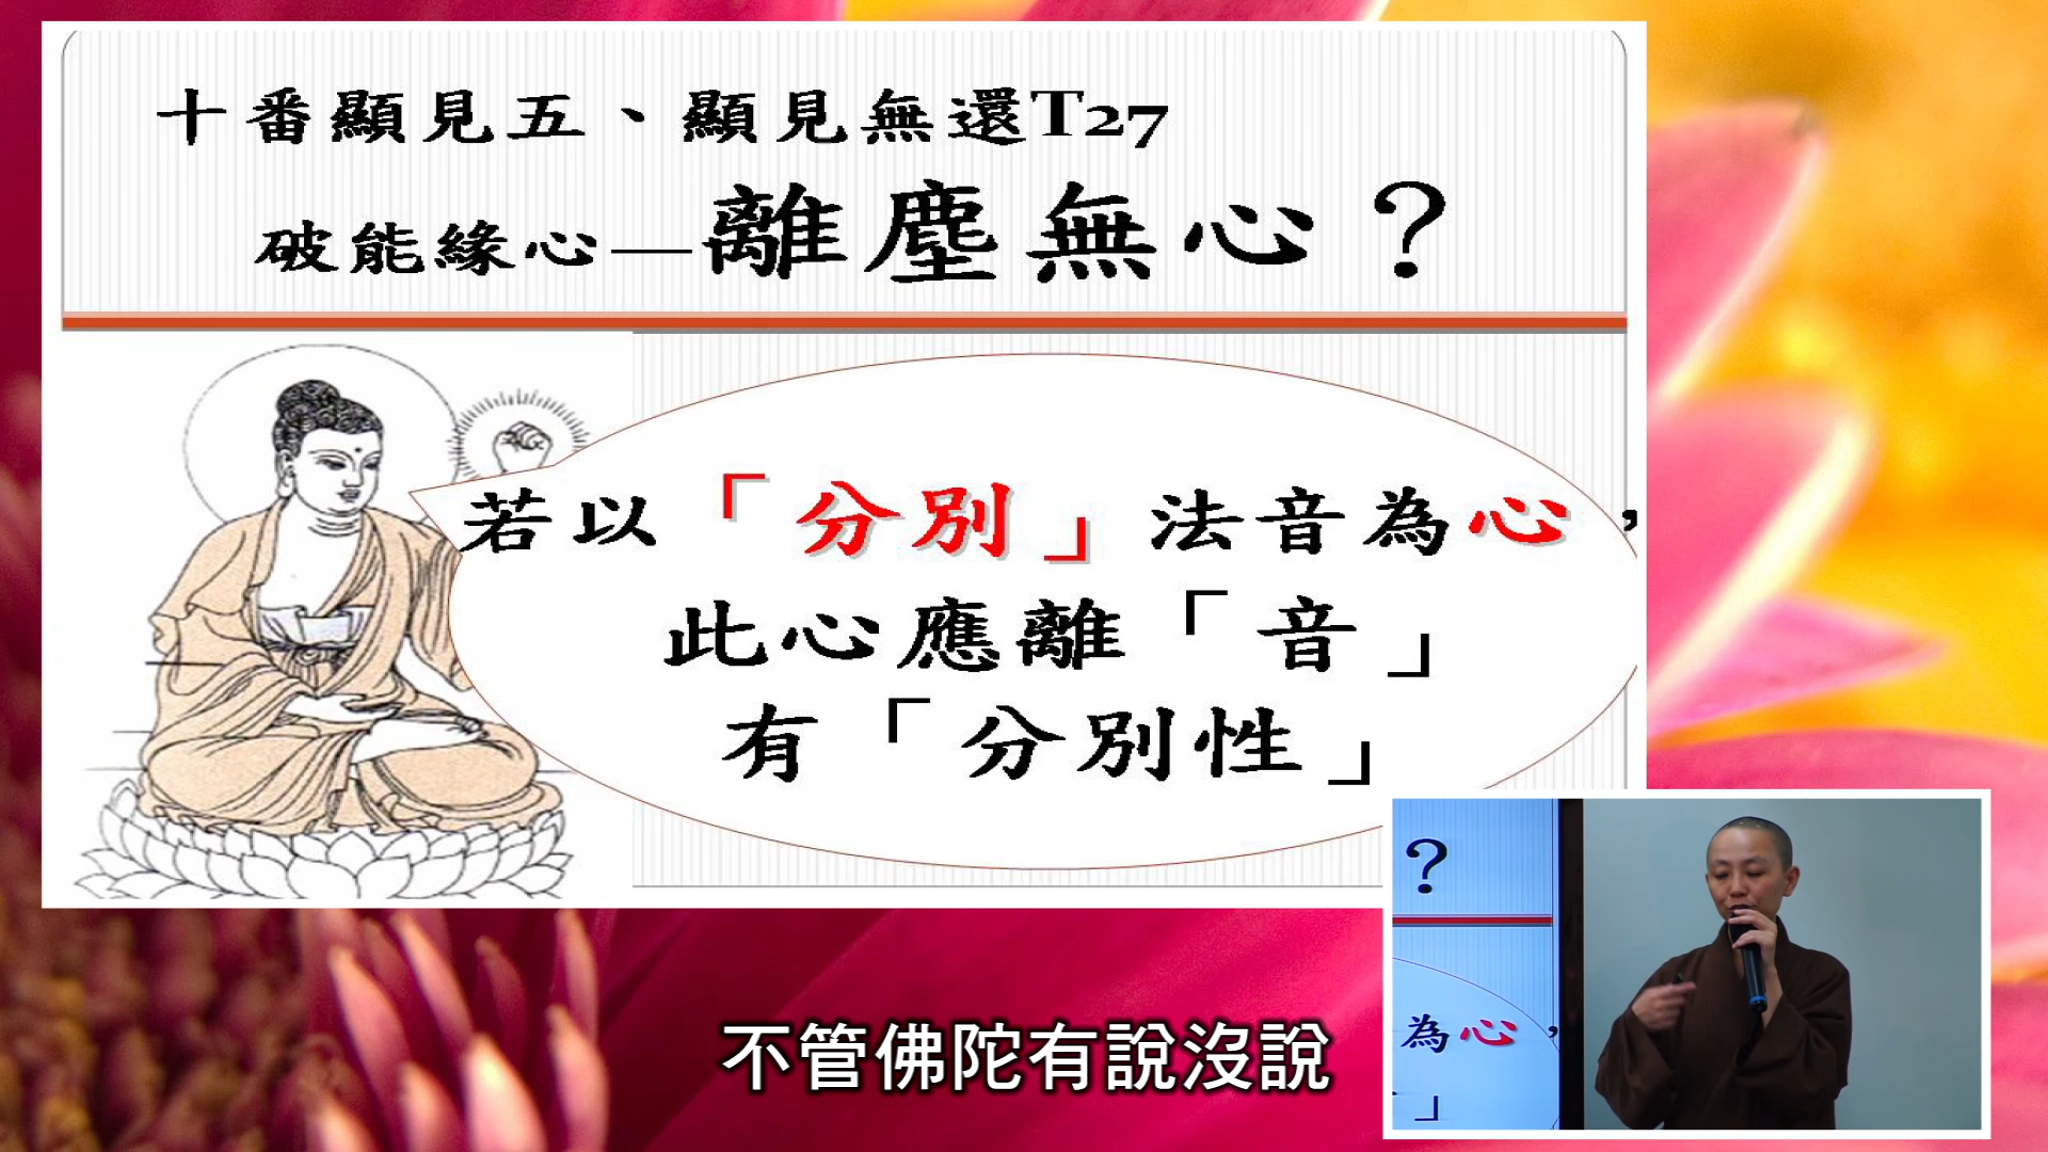 十番顯見五、顯見無還T27
破能緣心—離塵無心？
若以「分別」法音為心，
此心應離「音」
有「分別性」
？
為心，
」
不管佛陀有說沒說